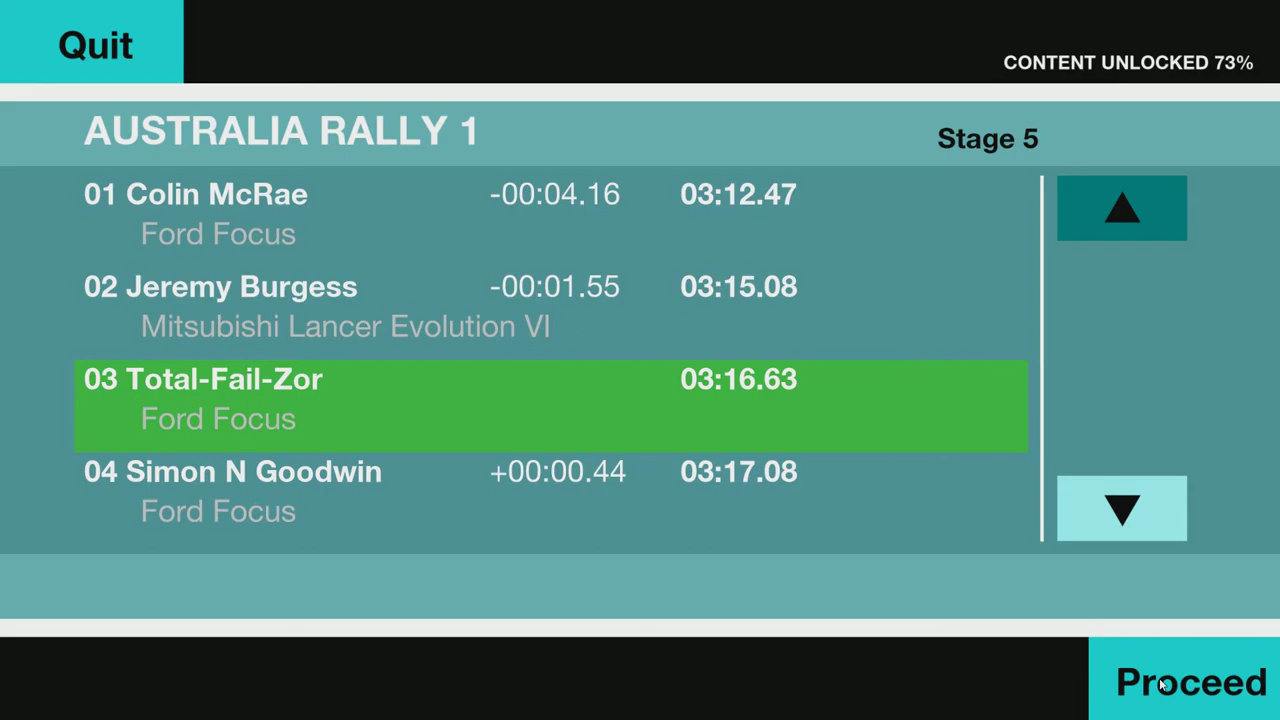 Quit
CONTENT UNLOCKED 73%
AUSTRALIA RALLY 1 Stage 5
01 Colin McRae -00:04.16 03:12.47
Ford Focus
02 Jeremy Burgess -00:01.55 03:15.08
Mitsubishi Lancer Evolution VI
03 Total-Fail-Zor 03:16.63
Ford Focus
04 Simon N Goodwin +00:00.44 03:17.08
Ford Focus
Proceed